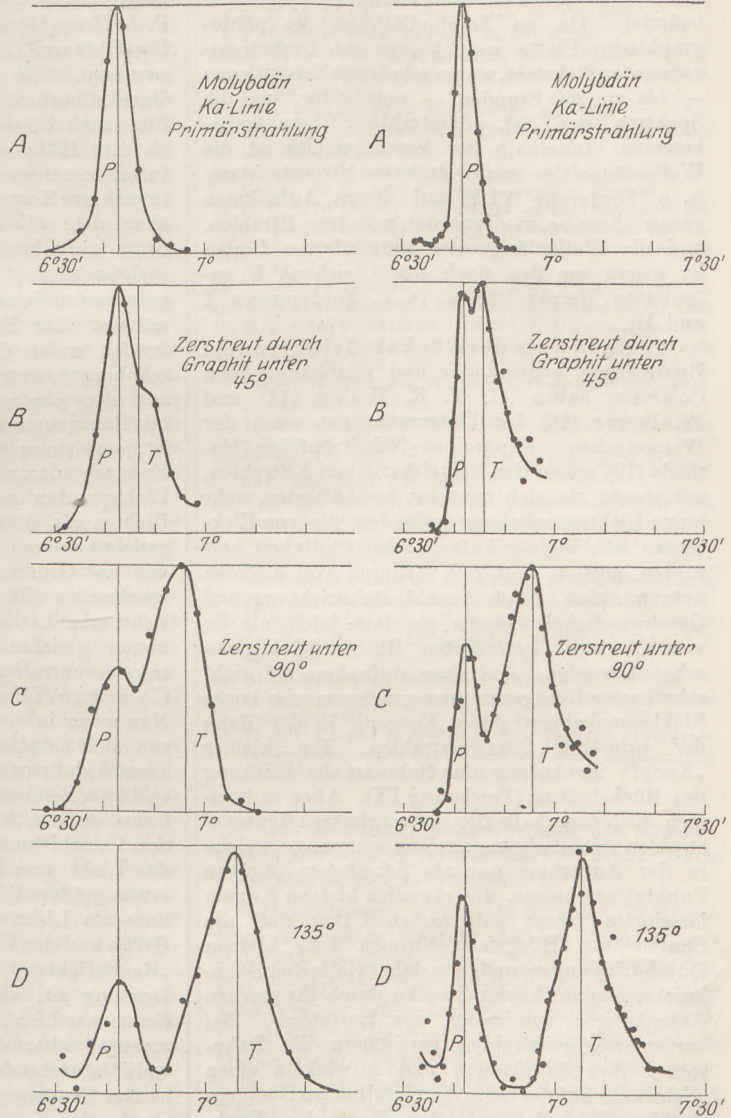 Molybdän
Kα-Linie
Primärstrahlung
A
P
6°30'
7°
Molybdän
Kα-Linie
Primärstrahlung
A
P
6°30'
7°
7°30'
Zerstreut durch
Graphit unter
45°
B
P
T
6°30'
7°
Zerstreut durch
Graphit unter
45°
B
P
T
6°30'
7°
7°30'
Zerstreut unter
90°
C
P
T
6°30'
7°
Zerstreut unter
90°
C
P
T
6°30'
7°
7°30'
135°
D
P
T
6°30'
7°
135°
D
P
T
6°30'
7°
7°30'